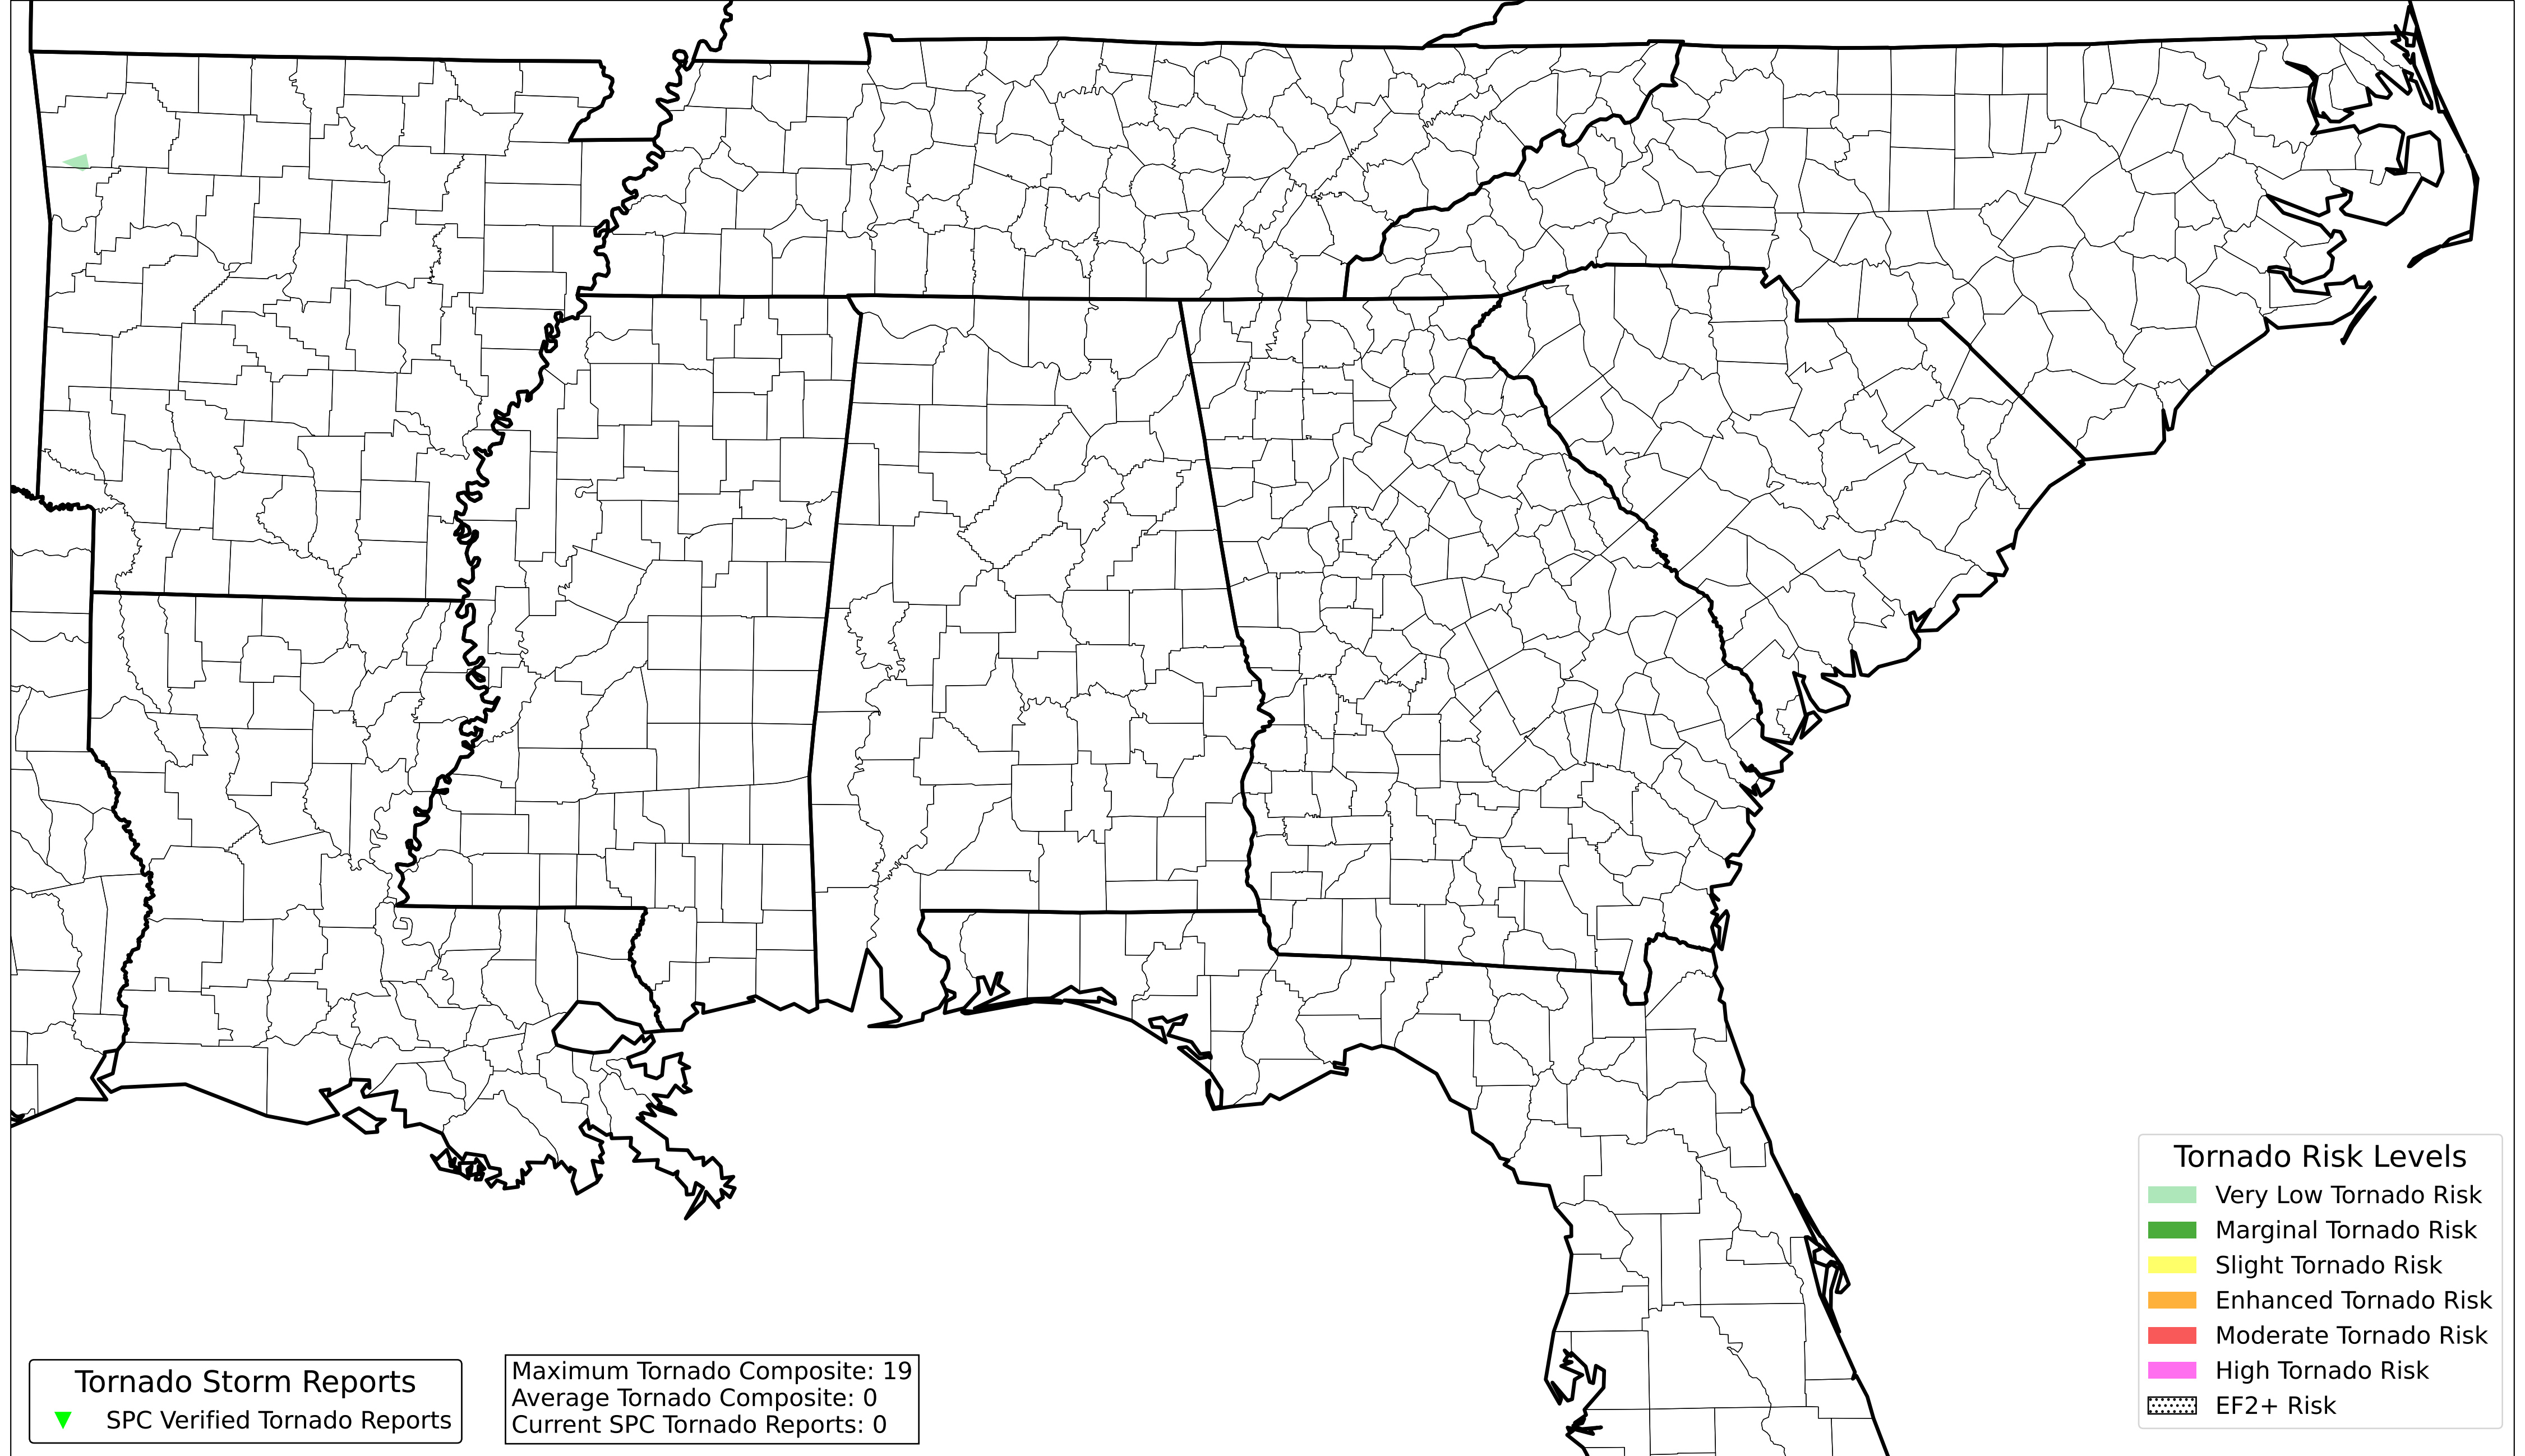 Tornado Risk Levels
Very Low Tornado Risk
Marginal Tornado Risk
Slight Tornado Risk
Enhanced Tornado Risk
Moderate Tornado Risk
High Tornado Risk
EF2+ Risk
Tornado Storm Reports
SPC Verified Tornado Reports
Maximum Tornado Composite: 19
Average Tornado Composite: 0
Current SPC Tornado Reports: 0